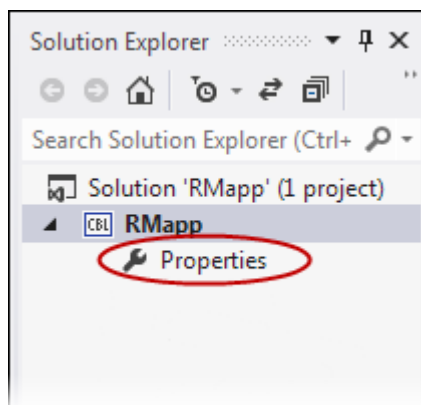 Solution Explorer
Search Solution Explorer (Ctrl+
Solution 'RMapp' (1 project)
CBL RMapp
Properties